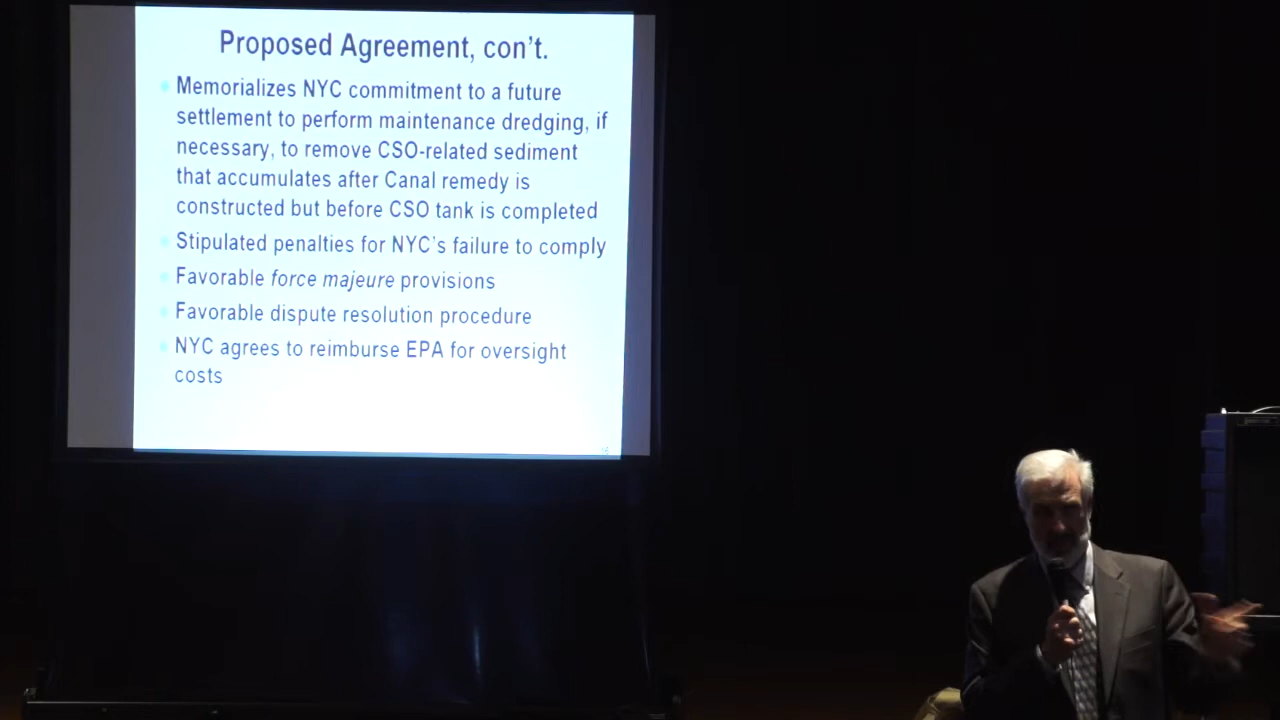 Proposed Agreement, con't.
Memorializes NYC commitment to a future
settlement to perform maintenance dredging, if
necessary, to remove CSO-related sediment
that accumulates after Canal remedy is
constructed but before CSO tank is completed
Stipulated penalties for NYC's failure to comply
Favorable force majeure provisions
Favorable dispute resolution procedure
NYC agrees to reimburse EPA for oversight
costs